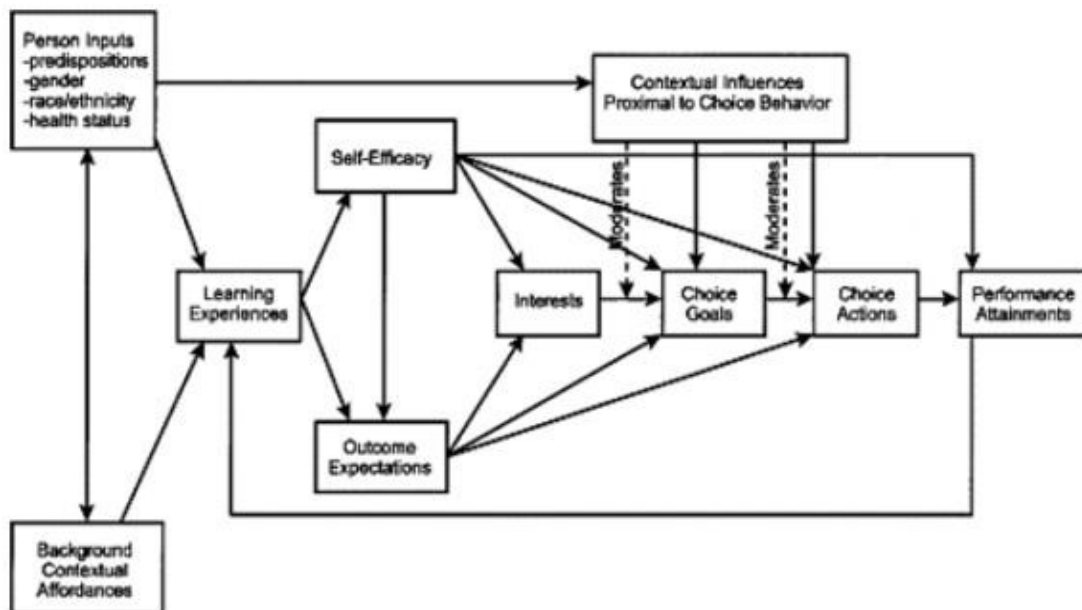 Person Inputs
-predispositions
-gender
-race/ethnicity
-health status
Contextual Influences
Proximal to Choice Behavior
Self-Efficacy
Moderates
Moderates
Learning
Experiences
Interests
Choice
Goals
Choice
Actions
Performance
Attainments
Outcome
Expectations
Background
Contextual
Affordances